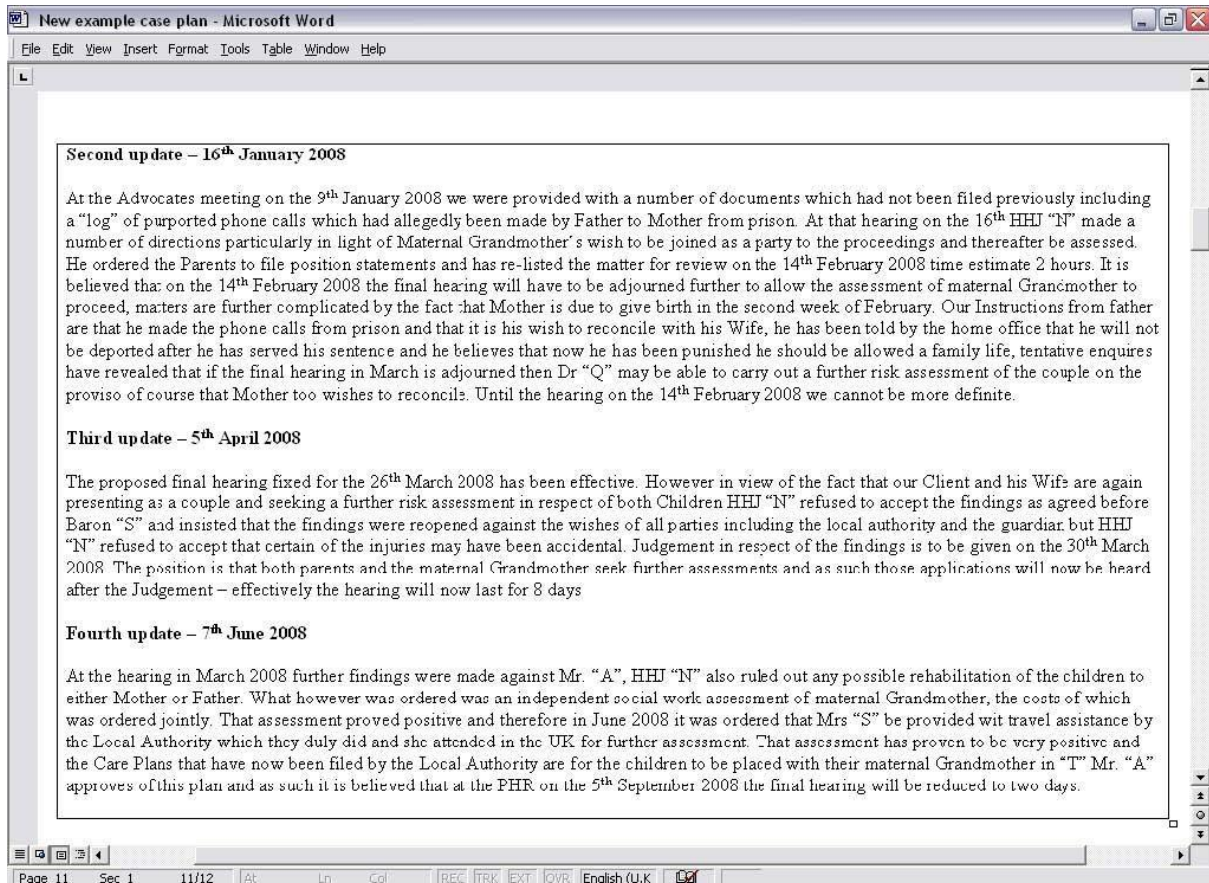 New example case plan - Microsoft Word
File Edit View Insert Format Tools Table Window Help
Second update – 16th January 2008
At the Advocates meeting on the 9th January 2008 we were provided with a number of documents which had not been filed previously including
a “log” of purported phone calls which had allegedly been made by Father to Mother from prison. At that hearing on the 16th HHJ “N” made a
number of directions particularly in light of Maternal Grandmother's wish to be joined as a party to the proceedings and thereafter be assessed.
He ordered the Parents to file position statements and has re-listed the matter for review on the 14th February 2008 time estimate 2 hours. It is
believed that on the 14th February 2008 the final hearing will have to be adjourned further to allow the assessment of maternal Grandmother to
proceed, matters are further complicated by the fact that Mother is due to give birth in the second week of February. Our Instructions from father
are that he made the phone calls from prison and that it is his wish to reconcile with his Wife, he has been told by the home office that he will not
be deported after he has served his sentence and he believes that now he has been punished he should be allowed a family life, tentative enquires
have revealed that if the final hearing in March is adjourned then Dr “Q” may be able to carry out a further risk assessment of the couple on the
proviso of course that Mother too wishes to reconcile. Until the hearing on the 14th February 2008 we cannot be more definite.
Third update – 5th April 2008
The proposed final hearing fixed for the 26th March 2008 has been effective. However in view of the fact that our Client and his Wife are again
presenting as a couple and seeking a further risk assessment in respect of both Children HHJ “N” refused to accept the findings as agreed before
Baron “S” and insisted that the findings were reopened against the wishes of all parties including the local authority and the guardian but HHJ
“N” refused to accept that certain of the injuries may have been accidental. Judgement in respect of the findings is to be given on the 30th March
2008. The position is that both parents and the maternal Grandmother seek further assessments and as such those applications will now be heard
after the Judgement – effectively the hearing will now last for 8 days
Fourth update – 7th June 2008
At the hearing in March 2008 further findings were made against Mr. “A”, HHJ “N” also ruled out any possible rehabilitation of the children to
either Mother or Father. What however was ordered was an independent social work assessment of maternal Grandmother, the costs of which
was ordered jointly. That assessment proved positive and therefore in June 2008 it was ordered that Mrs “S” be provided wit travel assistance by
the Local Authority which they duly did and she attended in the UK for further assessment. That assessment has proven to be very positive and
the Care Plans that have now been filed by the Local Authority are for the children to be placed with their maternal Grandmother in “T” Mr. “A”
approves of this plan and as such it is believed that at the PHR on the 5th September 2008 the final hearing will be reduced to two days.
Page 11 Sec 1 11/12 At Ln Col REC TRK EXT OVR English (U.K